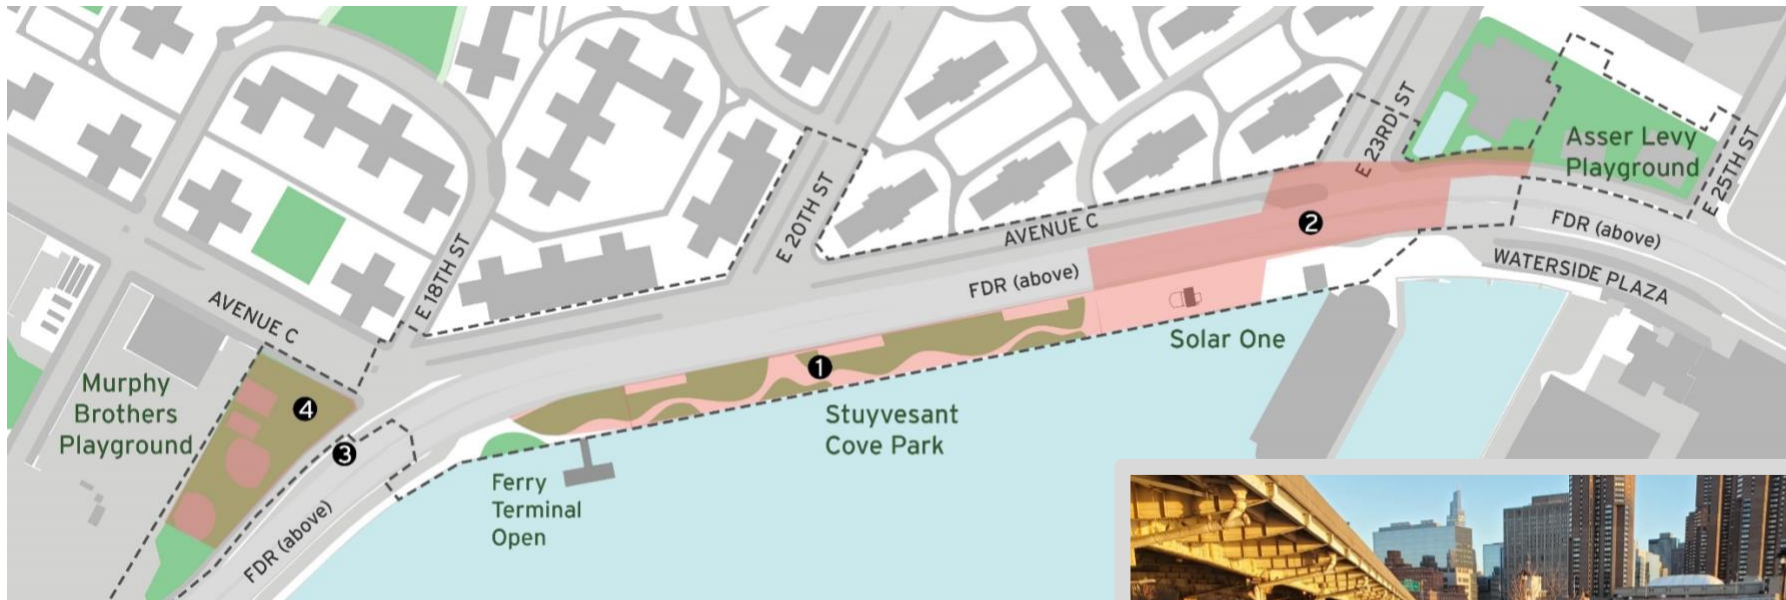 E 23RD ST
Asser Levy
Playground
E 25TH ST
E 20TH ST
AVENUE C
2
FDR (above)
E 18TH ST
FDR (above)
WATERSIDE PLAZA
AVENUE C
Solar One
1
Murphy
Brothers
Playground
4
Stuyvesant
Cove Park
3
Ferry
Terminal
Open
FDR (above)